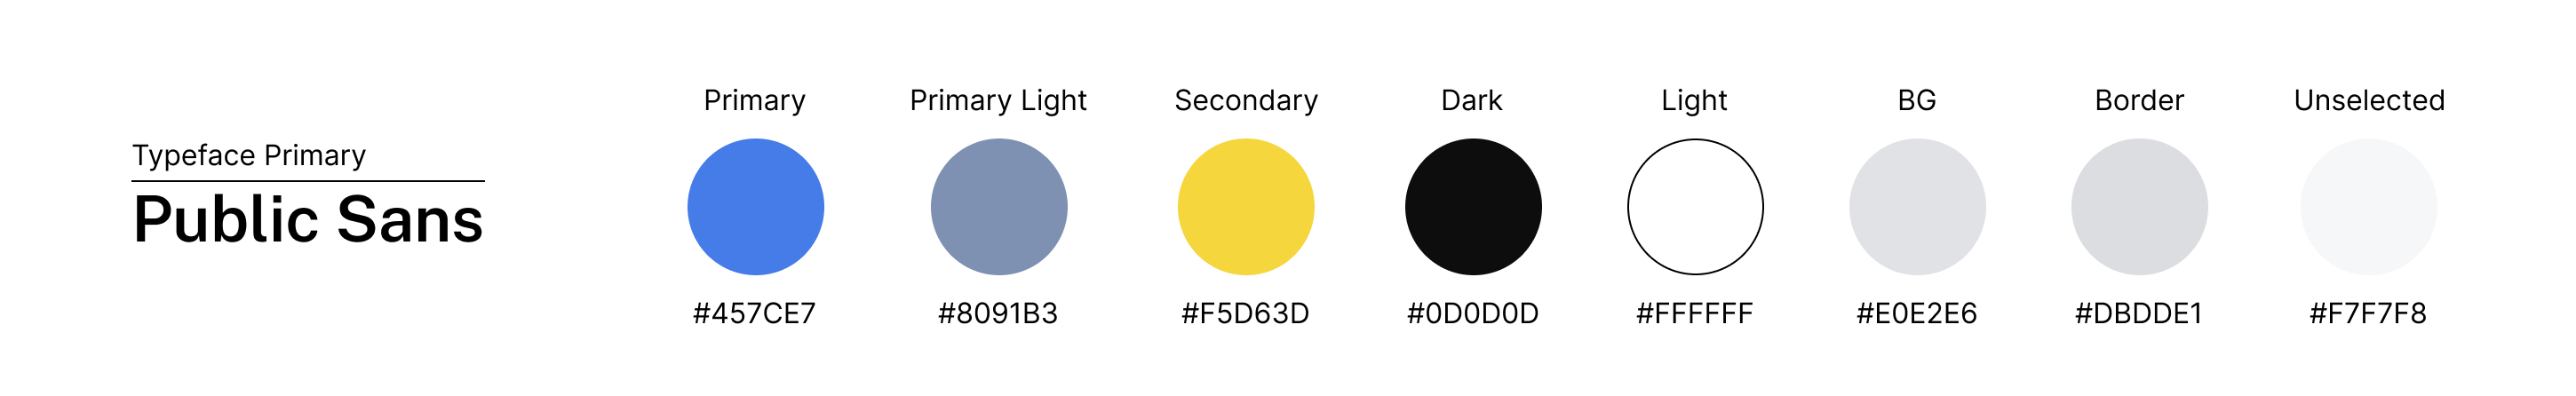 Typeface Primary
Public Sans
Primary
#457CE7
Primary Light
#8091B3
Secondary
#F5D63D
Dark
#0D0D0D
Light
#FFFFFF
BG
#E0E2E6
Border
#DBDDE1
Unselected
#F7F7F8